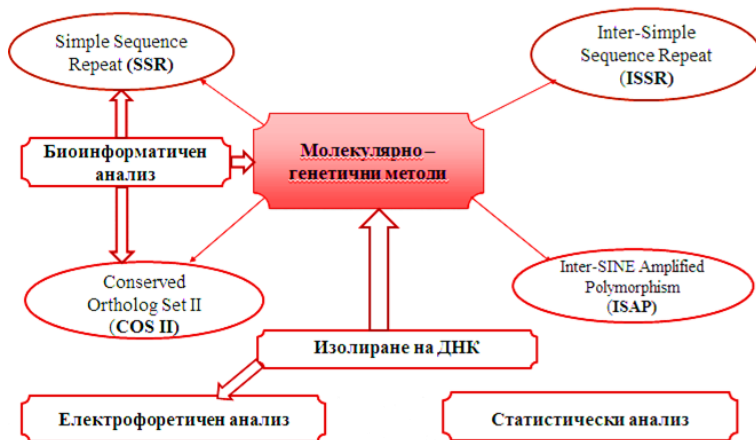 Simple Sequence
Repeat (SSR)
Inter-Simple
Sequence Repeat
(ISSR)
Биоинформатичен
анализ
Молекулярно –
генетични методи
Conserved
Ortholog Set II
(COS II)
Inter-SINE Amplified
Polymorphism
(ISAP)
Изолиране на ДНК
Електрофоретичен анализ
Статистически анализ